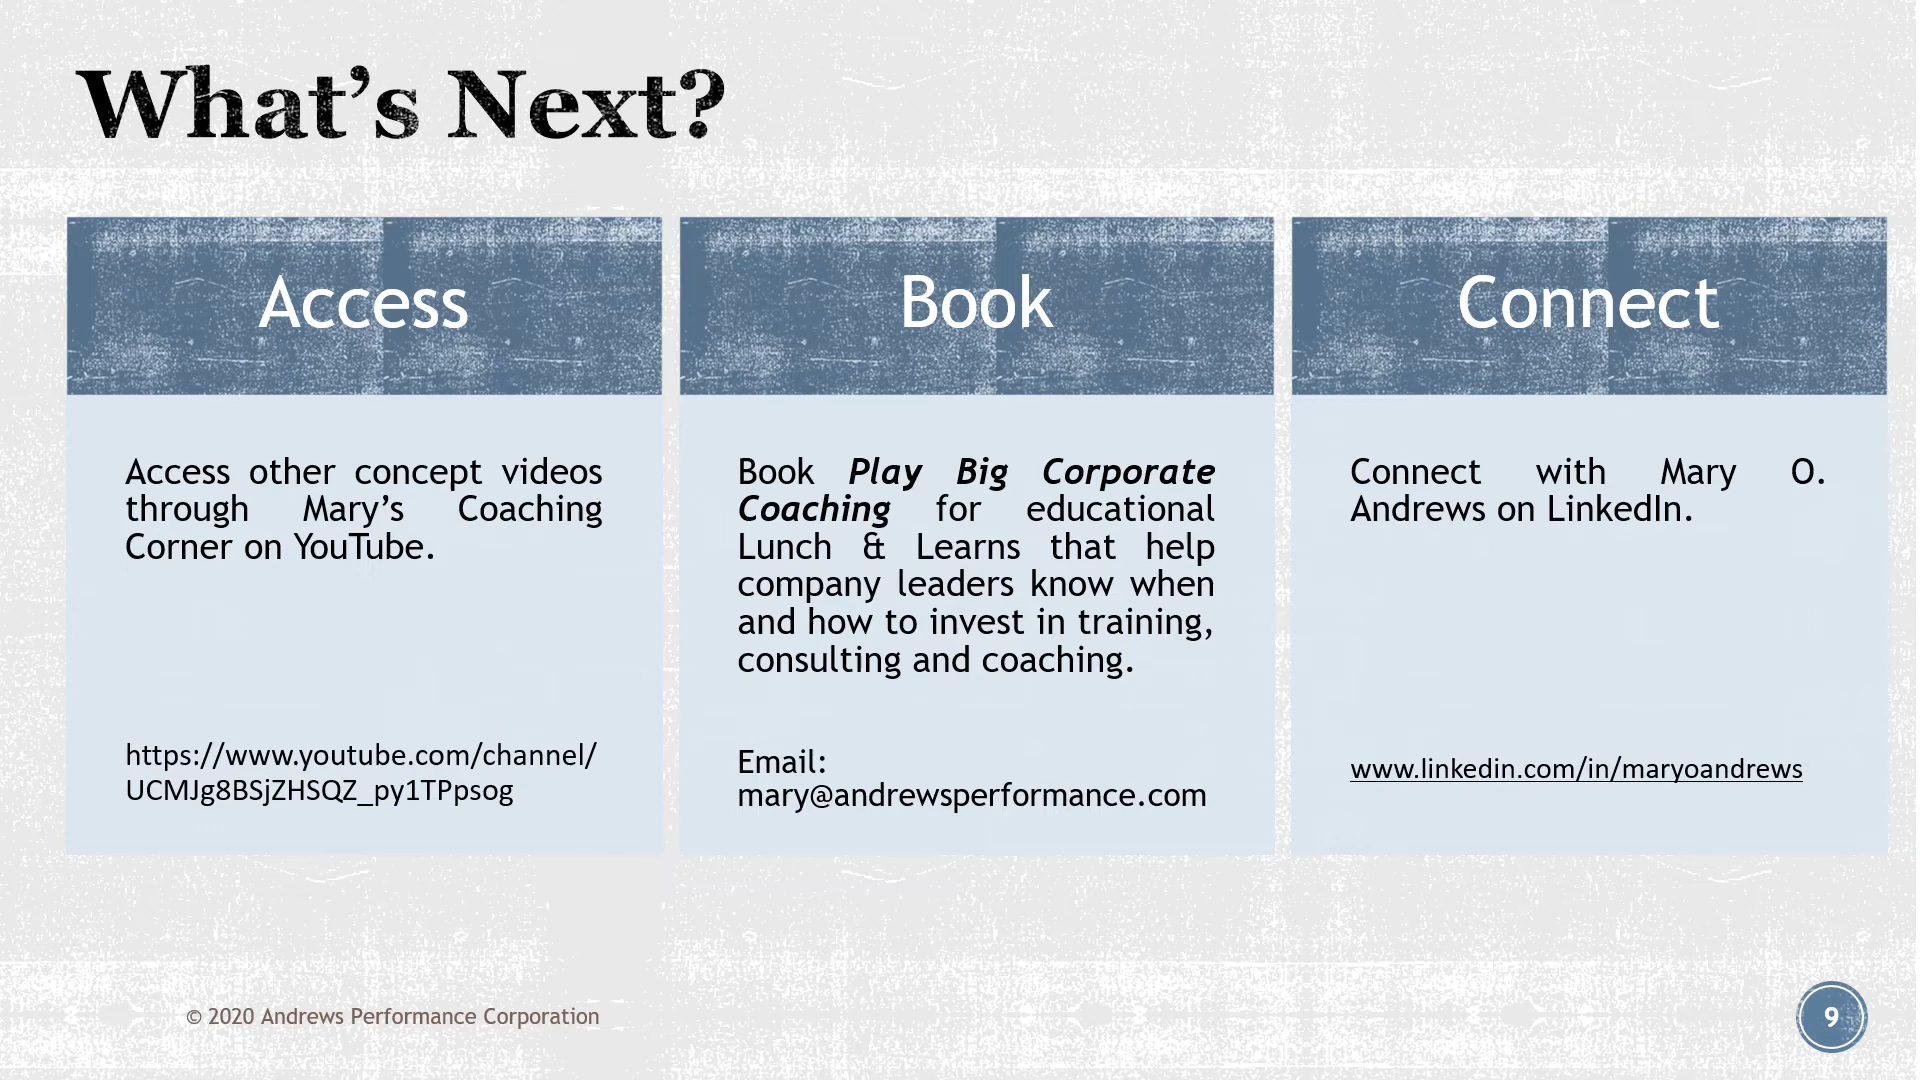 What’s Next?
Access
Access other concept videos
through Mary’s Coaching
Corner on YouTube.
https://www.youtube.com/channel/
UCMJg8BSjZHSQZ_py1TPpsog
Book
Book Play Big Corporate
Coaching for educational
Lunch & Learns that help
company leaders know when
and how to invest in training,
consulting and coaching.
Email:
mary@andrewsperformance.com
Connect
Connect with Mary O.
Andrews on LinkedIn.
www.linkedin.com/in/maryoandrews
© 2020 Andrews Performance Corporation
9